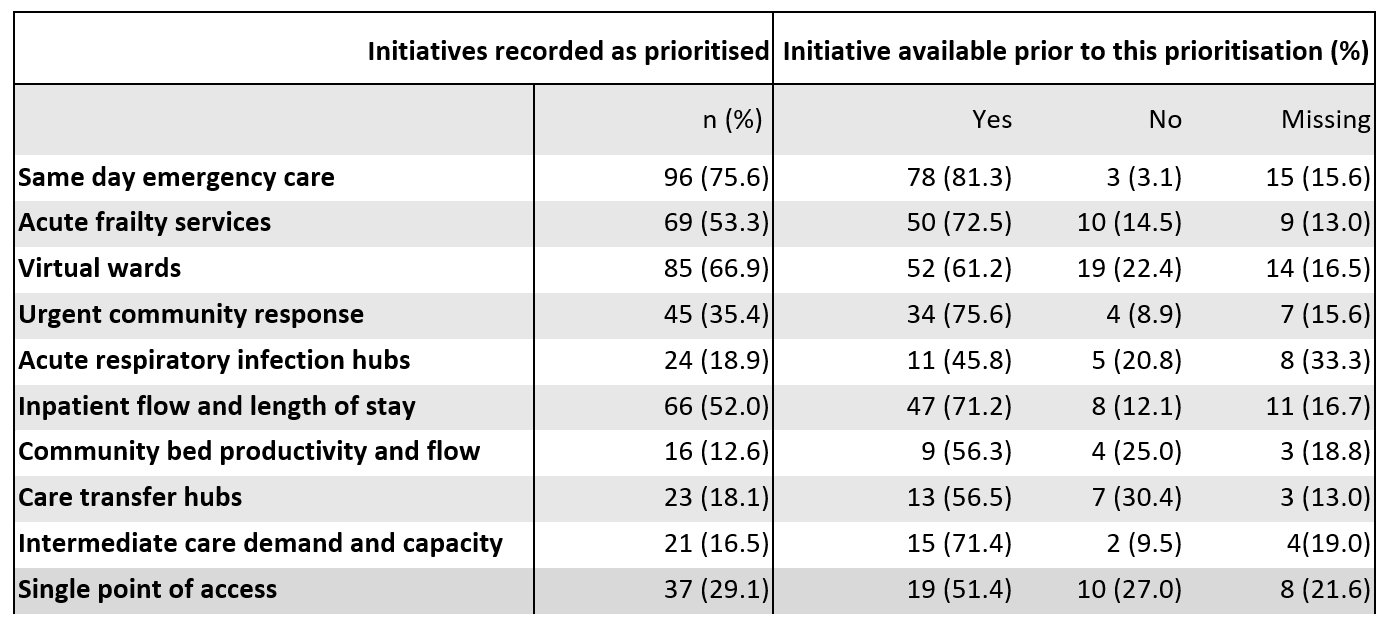 Initiatives recorded as prioritised Initiative available prior to this prioritisation (%)
n (%) Yes No Missing
Same day emergency care 96 (75.6) 78 (81.3) 3 (3.1) 15 (15.6)
Acute frailty services 69 (53.3) 50 (72.5) 10 (14.5) 9 (13.0)
Virtual wards 85 (66.9) 52 (61.2) 19 (22.4) 14 (16.5)
Urgent community response 45 (35.4) 34 (75.6) 4 (8.9) 7 (15.6)
Acute respiratory infection hubs 24 (18.9) 11 (45.8) 5 (20.8) 8 (33.3)
Inpatient flow and length of stay 66 (52.0) 47 (71.2) 8 (12.1) 11 (16.7)
Community bed productivity and flow 16 (12.6) 9 (56.3) 4 (25.0) 3 (18.8)
Care transfer hubs 23 (18.1) 13 (56.5) 7 (30.4) 3 (13.0)
Intermediate care demand and capacity 21 (16.5) 15 (71.4) 2 (9.5) 4(19.0)
Single point of access 37 (29.1) 19 (51.4) 10 (27.0) 8 (21.6)